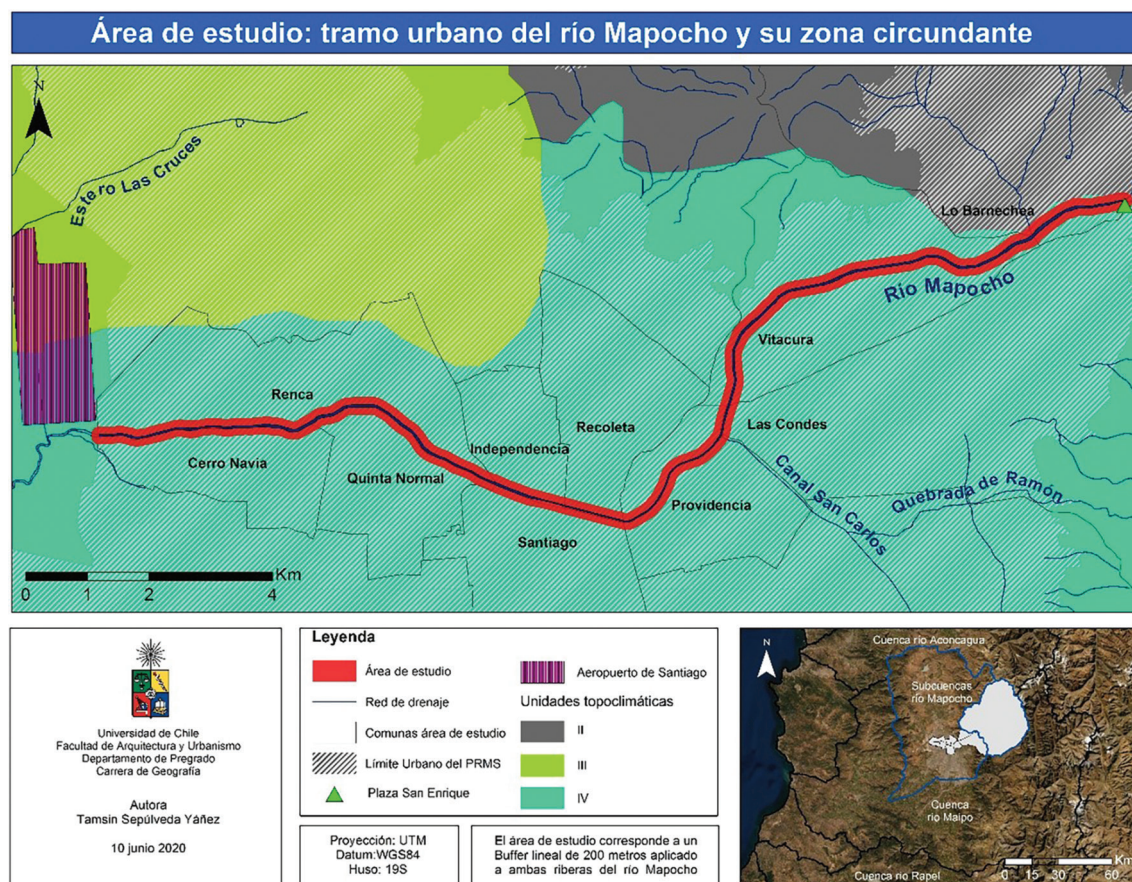 Área de estudio: tramo urbano del río Mapocho y su zona circundante
N
Estero Las Cruces
Lo Barnechea
Río Mapocho
Vitacura
Renca
Recoleta
Independencia
Las Condes
Cerro Navia
Quinta Normal
Canal San Carlos
Quebrada de Ramón
Providencia
Santiago
Km
0 1 2 4
Universidad de Chile
Facultad de Arquitectura y Urbanismo
Departamento de Pregrado
Carrera de Geografía
Autora
Tamsin Sepúlveda Yáñez
10 junio 2020
Leyenda
Área de estudio
Red de drenaje
Comunas área de estudio
Límite Urbano del PRMS
Plaza San Enrique
Aeropuerto de Santiago
Unidades topoclimáticas
II
III
IV
Proyección: UTM
Datum:WGS84
Huso: 19S
El área de estudio corresponde a un
Buffer lineal de 200 metros aplicado
a ambas riberas del río Mapocho
N
Cuenca río Aconcagua
Subcuencas
río Mapocho
Cuenca
río Maipo
Cuenca río Rapel
Km
0 15 30 60